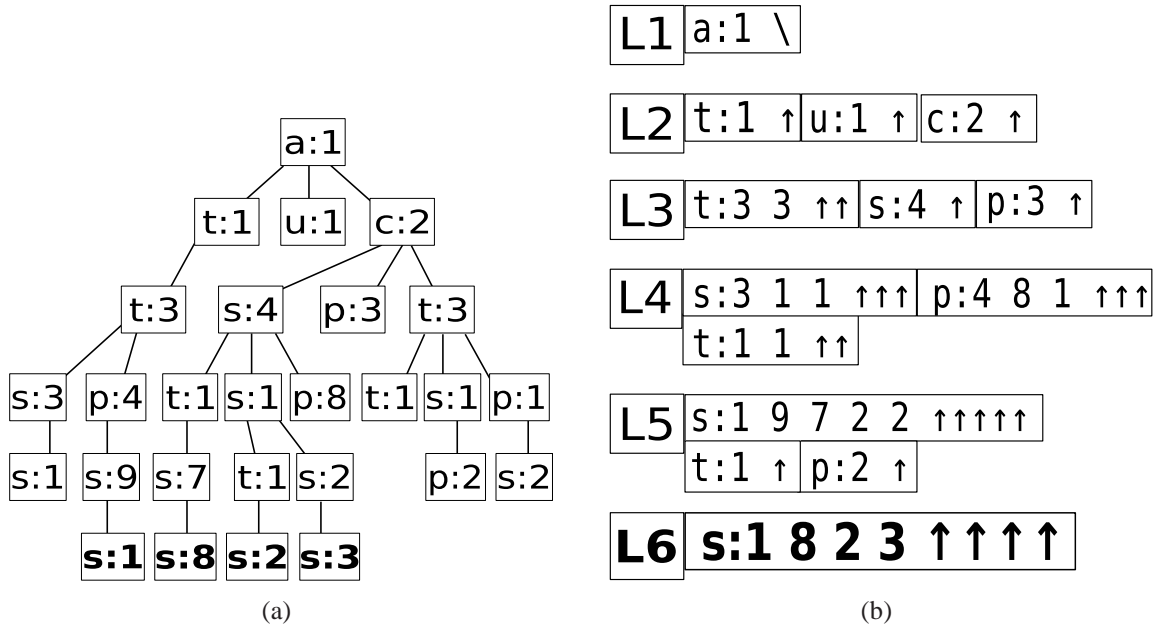 a:1
t:1 u:1 c:2
t:3 s:4 p:3 t:3
s:3 p:4 t:1 s:1 p:8 t:1 s:1 p:1
s:1 s:9 s:7 t:1 s:2 p:2 s:2
s:1 s:8 s:2 s:3
(a)
L1 a:1 \
L2 t:1 ↑ u:1 ↑ c:2 ↑
L3 t:3 3 ↑↑ s:4 ↑ p:3 ↑
L4 s:3 1 1 ↑↑↑ p:4 8 1 ↑↑↑
t:1 1 ↑↑
L5 s:1 9 7 2 2 ↑↑↑↑↑
t:1 ↑ p:2 ↑
L6 s:1 8 2 3 ↑↑↑↑
(b)